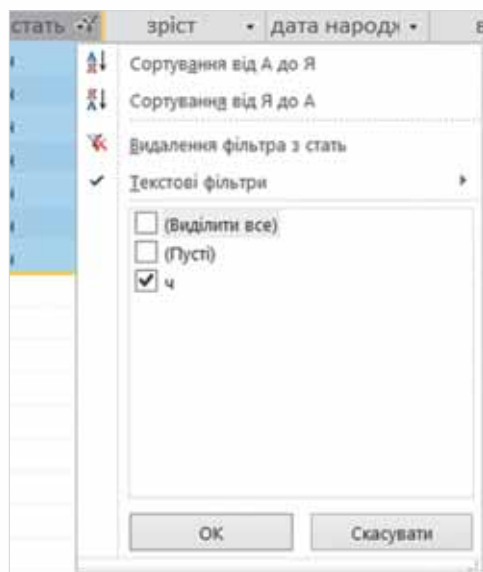 стать зріст дата народж в
Сортування від А до Я
Сортування від Я до А
Видалення фільтра з стать
Текстові фільтри
(Виділити все)
(Пусті)
ч
ОК Скасувати